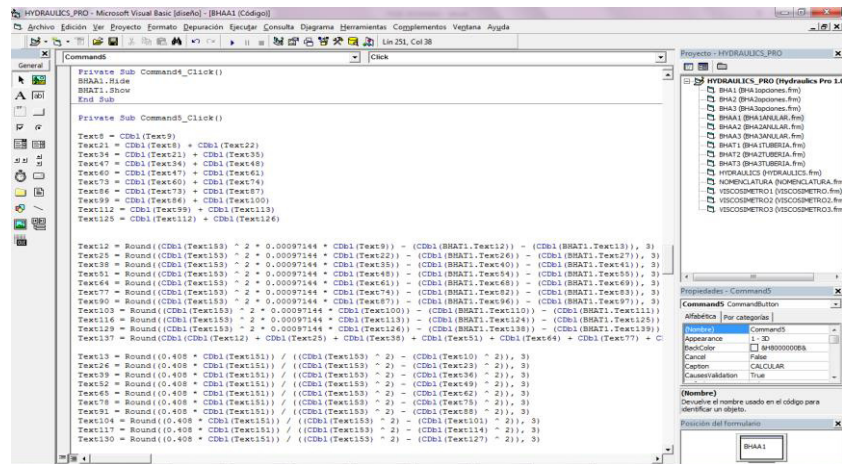 HYDRAULICS_PRO - Microsoft Visual Basic [diseño] - [BHAA1 (Código)]
Archivo Edición Ver Proyecto Formato Depuración Ejecutar Consulta Diagrama Herramientas Complementos Ventana Ayuda
Lin 251, Col 38
General
Command5
Click
Private Sub Command4_Click()
BHAA1.Hide
BHAT1.Show
End Sub
Private Sub Command5_Click()
Text8 = CDbl(Text9)
Text21 = CDbl(Text8) + CDbl(Text22)
Text34 = CDbl(Text21) + CDbl(Text35)
Text47 = CDbl(Text34) + CDbl(Text48)
Text60 = CDbl(Text47) + CDbl(Text61)
Text73 = CDbl(Text60) + CDbl(Text74)
Text86 = CDbl(Text73) + CDbl(Text87)
Text99 = CDbl(Text86) + CDbl(Text100)
Text112 = CDbl(Text99) + CDbl(Text113)
Text125 = CDbl(Text112) + CDbl(Text126)
Text12 = Round((CDbl(Text153) ^ 2 * 0.00097144 * CDbl(Text9)) - (CDbl(BHAT1.Text12)) - (CDbl(BHAT1.Text13)), 3)
Text25 = Round((CDbl(Text153) ^ 2 * 0.00097144 * CDbl(Text22)) - (CDbl(BHAT1.Text26)) - (CDbl(BHAT1.Text27)), 3)
Text38 = Round((CDbl(Text153) ^ 2 * 0.00097144 * CDbl(Text35)) - (CDbl(BHAT1.Text40)) - (CDbl(BHAT1.Text41)), 3)
Text51 = Round((CDbl(Text153) ^ 2 * 0.00097144 * CDbl(Text48)) - (CDbl(BHAT1.Text54)) - (CDbl(BHAT1.Text55)), 3)
Text64 = Round((CDbl(Text153) ^ 2 * 0.00097144 * CDbl(Text61)) - (CDbl(BHAT1.Text68)) - (CDbl(BHAT1.Text69)), 3)
Text77 = Round((CDbl(Text153) ^ 2 * 0.00097144 * CDbl(Text74)) - (CDbl(BHAT1.Text82)) - (CDbl(BHAT1.Text83)), 3)
Text90 = Round((CDbl(Text153) ^ 2 * 0.00097144 * CDbl(Text87)) - (CDbl(BHAT1.Text96)) - (CDbl(BHAT1.Text97)), 3)
Text103 = Round((CDbl(Text153) ^ 2 * 0.00097144 * CDbl(Text100)) - (CDbl(BHAT1.Text110)) - (CDbl(BHAT1.Text111))
Text116 = Round((CDbl(Text153) ^ 2 * 0.00097144 * CDbl(Text113)) - (CDbl(BHAT1.Text124)) - (CDbl(BHAT1.Text125))
Text129 = Round((CDbl(Text153) ^ 2 * 0.00097144 * CDbl(Text126)) - (CDbl(BHAT1.Text138)) - (CDbl(BHAT1.Text139))
Text137 = Round(CDbl(CDbl(Text12) + CDbl(Text25) + CDbl(Text38) + CDbl(Text51) + CDbl(Text64) + CDbl(Text77) + C
Text13 = Round((0.408 * CDbl(Text151)) / ((CDbl(Text153) ^ 2) - (CDbl(Text10) ^ 2)), 3)
Text26 = Round((0.408 * CDbl(Text151)) / ((CDbl(Text153) ^ 2) - (CDbl(Text23) ^ 2)), 3)
Text39 = Round((0.408 * CDbl(Text151)) / ((CDbl(Text153) ^ 2) - (CDbl(Text36) ^ 2)), 3)
Text52 = Round((0.408 * CDbl(Text151)) / ((CDbl(Text153) ^ 2) - (CDbl(Text49) ^ 2)), 3)
Text65 = Round((0.408 * CDbl(Text151)) / ((CDbl(Text153) ^ 2) - (CDbl(Text62) ^ 2)), 3)
Text78 = Round((0.408 * CDbl(Text151)) / ((CDbl(Text153) ^ 2) - (CDbl(Text75) ^ 2)), 3)
Text91 = Round((0.408 * CDbl(Text151)) / ((CDbl(Text153) ^ 2) - (CDbl(Text88) ^ 2)), 3)
Text104 = Round((0.408 * CDbl(Text151)) / ((CDbl(Text153) ^ 2) - (CDbl(Text101) ^ 2)), 3)
Text117 = Round((0.408 * CDbl(Text151)) / ((CDbl(Text153) ^ 2) - (CDbl(Text114) ^ 2)), 3)
Text130 = Round((0.408 * CDbl(Text151)) / ((CDbl(Text153) ^ 2) - (CDbl(Text127) ^ 2)), 3)
Proyecto - HYDRAULICS_PRO
HYDRAULICS_PRO (Hydraulics Pro 1.0
BHA1 (BHA1opciones.frm)
BHA2 (BHA2opciones.frm)
BHA3 (BHA3opciones.frm)
BHAA1 (BHA1ANULAR.frm)
BHAA2 (BHA2ANULAR.frm)
BHAA3 (BHA3ANULAR.frm)
BHAT1 (BHA1TUBERIA.frm)
BHAT2 (BHA2TUBERIA.frm)
BHAT3 (BHA3TUBERIA.frm)
HYDRAULICS (HYDRAULICS.frm)
NOMENCLATURA (NOMENCLATURA.frm
VISCOSIMETRO1 (VISCOSIMETRO1.frm
VISCOSIMETRO2 (VISCOSIMETRO2.frm
VISCOSIMETRO3 (VISCOSIMETRO3.frm
Propiedades - Command5
Command5 CommandButton
Alfabética Por categorías
(Nombre) Command5
Appearance 1 - 3D
BackColor &H8000000B&
Cancel False
Caption CALCULAR
CausesValidation True
(Nombre)
Devuelve el nombre usado en el código para
identificar un objeto.
Posición del formulario
BHAA1